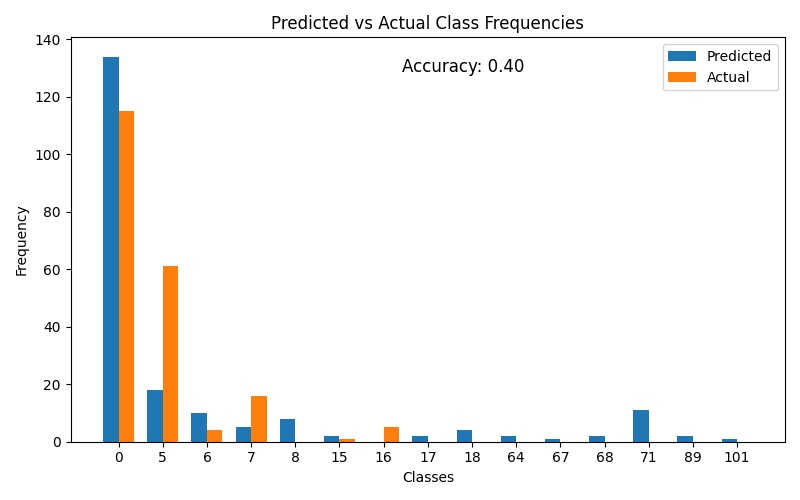 Predicted vs Actual Class Frequencies
Accuracy: 0.40
Predicted
Actual
Frequency
140
120
100
80
60
40
20
0
0 5 6 7 8 15 16 17 18 64 67 68 71 89 101
Classes